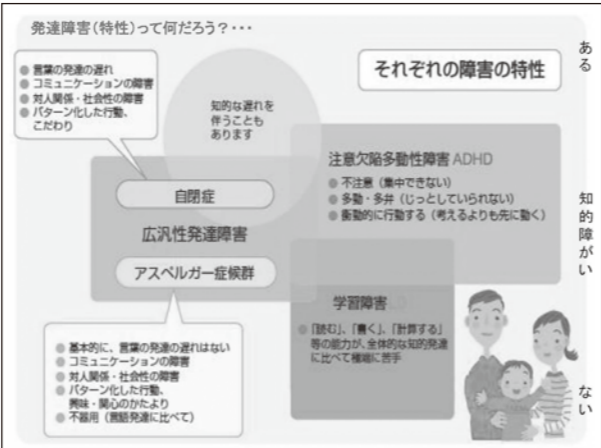 発達障害(特性)って何だろう?・・・
それぞれの障害の特性
● 言葉の発達の遅れ
● コミュニケーションの障害
● 対人関係・社会性の障害
● パターン化した行動、
こだわり
知的な遅れを
伴うことも
あります
自閉症
広汎性発達障害
アスペルガー症候群
● 基本的に、言葉の発達の遅れはない
● コミュニケーションの障害
● 対人関係・社会性の障害
● パターン化した行動、
興味・関心のかたより
● 不器用(言語発達に比べて)
注意欠陥多動性障害 ADHD
● 不注意(集中できない)
● 多動・多弁(じっとしていられない)
● 衝動的に行動する(考えるよりも先に動く)
学習障害
● 「読む」、「書く」、「計算する」
等の能力が、全体的な知的発達
に比べて極端に苦手
ある
知的障がい
ない